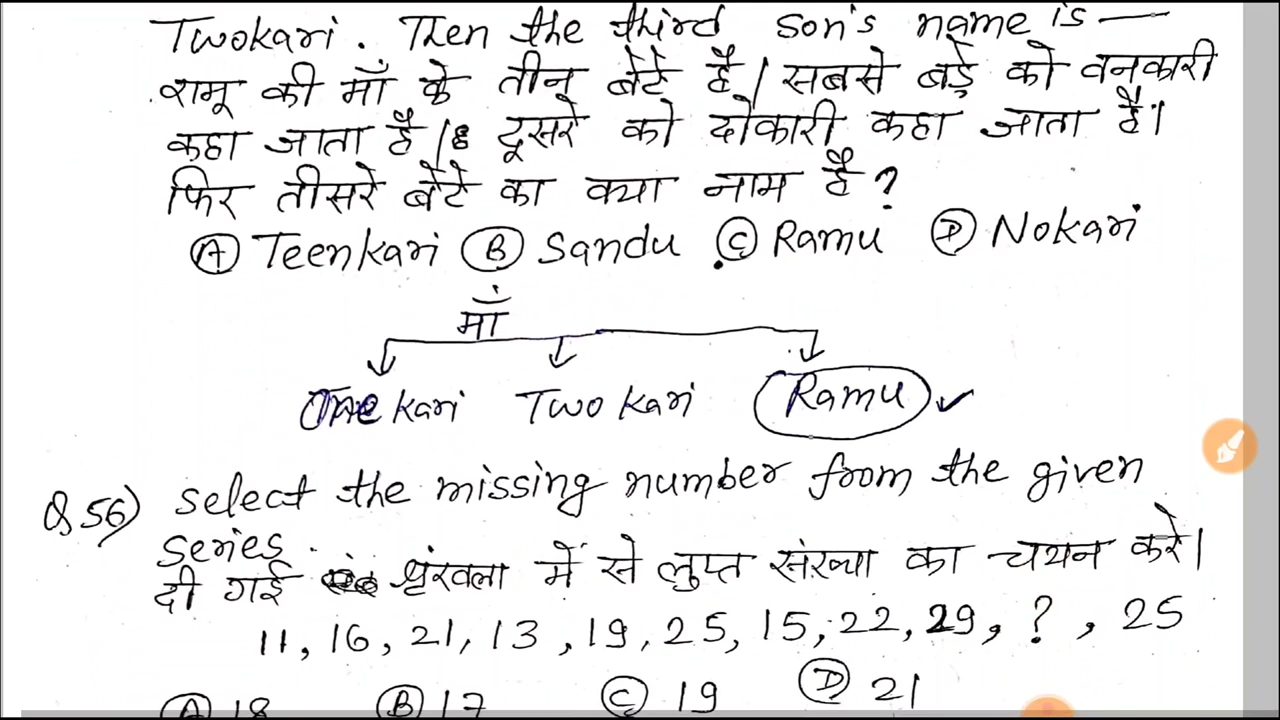 Twokari. Then the third son's name is —
रामू की माँ के तीन बेटे है। सबसे बड़े को वनकारी
कहा जाता है। दूसरे को दोकारी कहा जाता है।
फिर तीसरे बेटे का क्या नाम है?
Ⓐ Teenkari Ⓑ Sandu Ⓒ Ramu Ⓓ Nokari
माँ
Onekari Twokari Ramu ✓
Q56) select the missing number from the given
series.
दी गई श्रृंखला में से लुप्त संख्या का चयन करे।
11, 16, 21, 13, 19, 25, 15, 22, 29, ?, 25
Ⓐ 18 Ⓑ 17 Ⓒ 19 Ⓓ 21